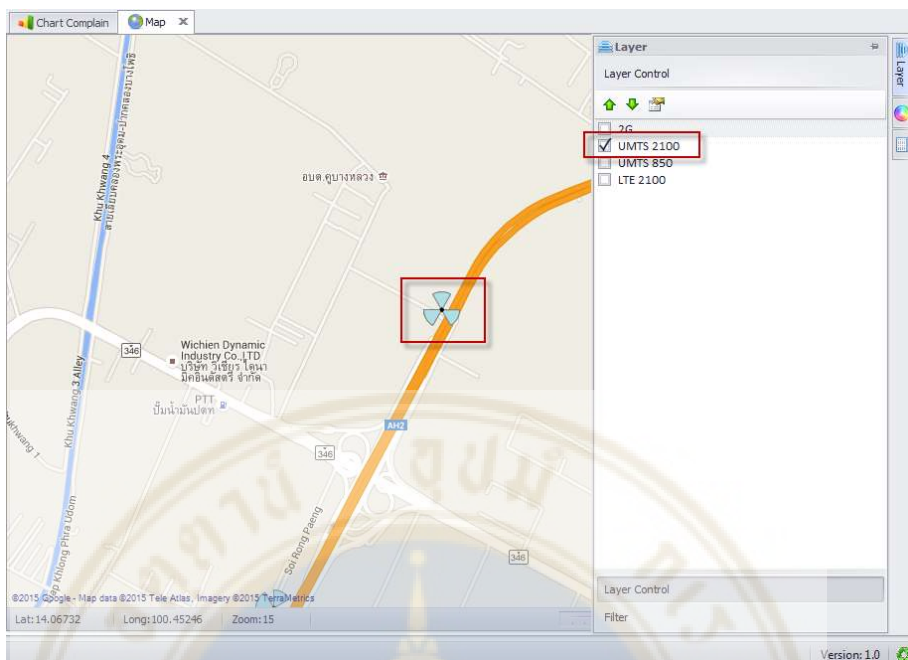 Chart Complain
Map
Layer
Layer Control
2G
UMTS 2100
UMTS 850
LTE 2100
Layer
Khu Khwang 4
อบต.คูบางหลวง
346
Wichien Dynamic
Industry Co.,LTD
บริษัท วิเชียร ไดนา
มิคอินดัสตรี จำกัด
PTT
ปั๊มน้ำมันปตท
Khu Khwang 3 Alley
AH2
346
Soi Rong Paeng
346
Khlong Phra Udom
©2015 Google - Map data ©2015 Tele Atlas, Imagery ©2015 TerraMetrics
Lat:14.06732
Long:100.45246
Zoom:15
Layer Control
Filter
Version: 1.0